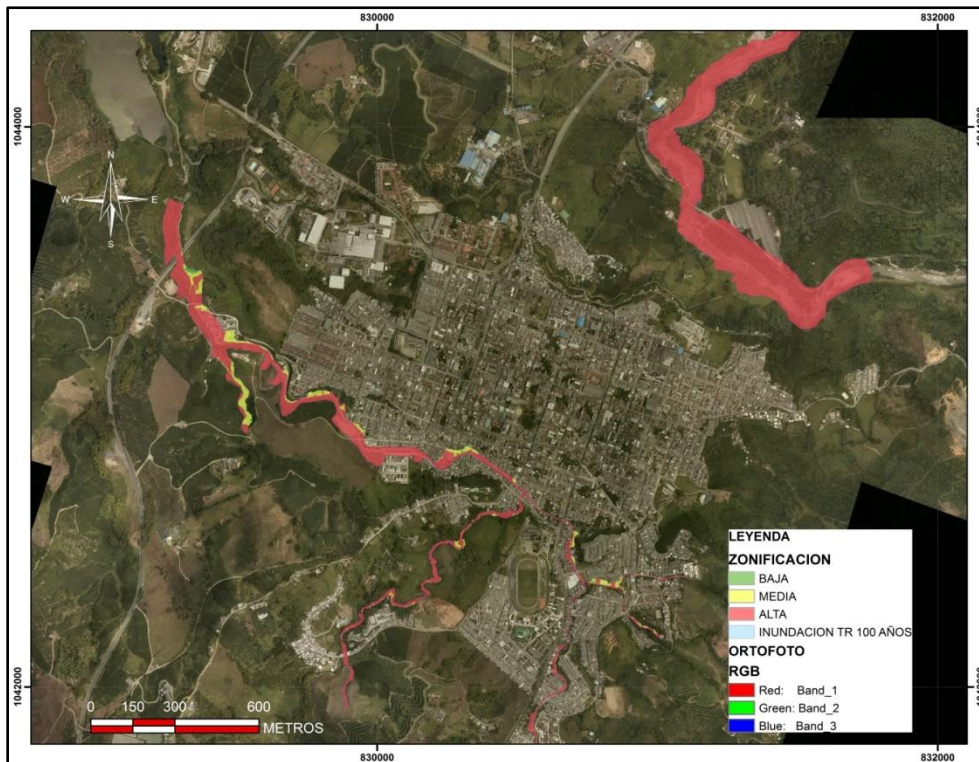 830000
832000
1044000
1044000
N
W
E
S
LEYENDA
ZONIFICACION
BAJA
MEDIA
ALTA
INUNDACION TR 100 AÑOS
ORTOFOTO
RGB
Red: Band_1
Green: Band_2
Blue: Band_3
1042000
0 150 300 600
METROS
830000
832000